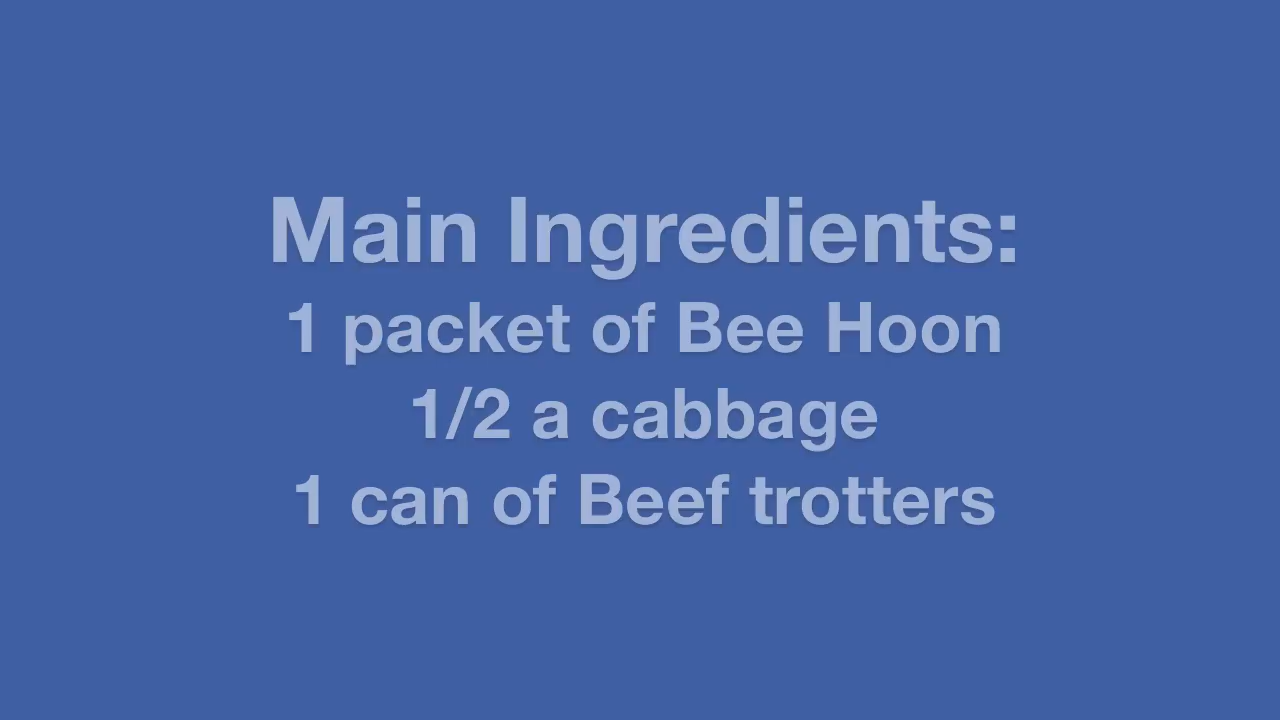 Main Ingredients:
1 packet of Bee Hoon
1/2 a cabbage
1 can of Beef trotters